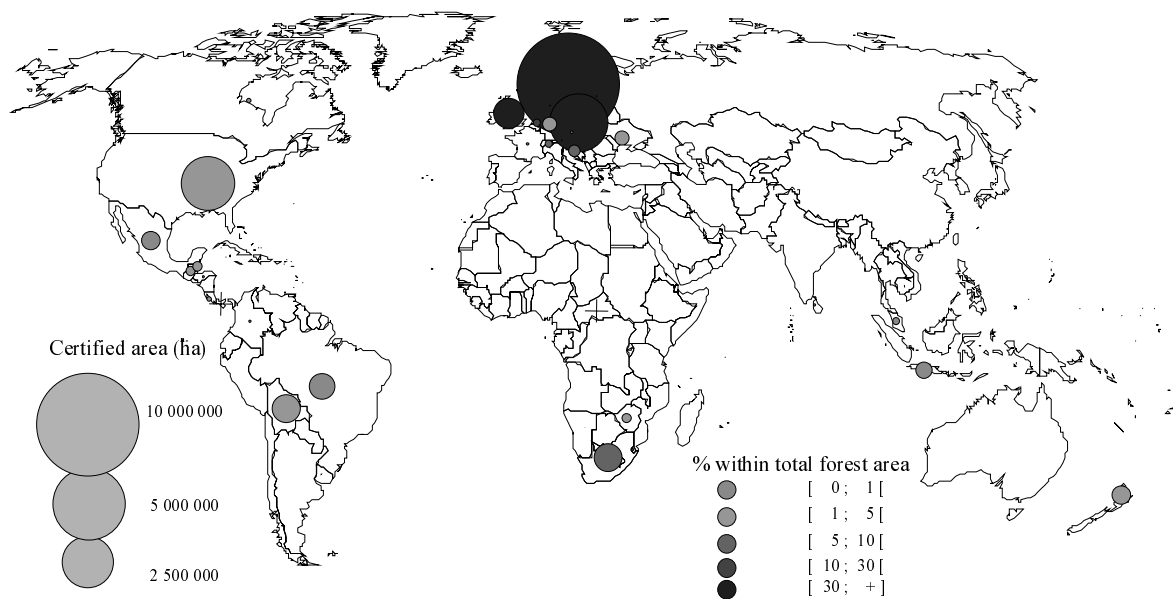 Certified area (ha)
10 000 000
5 000 000
2 500 000
% within total forest area
[ 0 ; 1 [
[ 1 ; 5 [
[ 5 ; 10 [
[ 10 ; 30 [
[ 30 ; + [